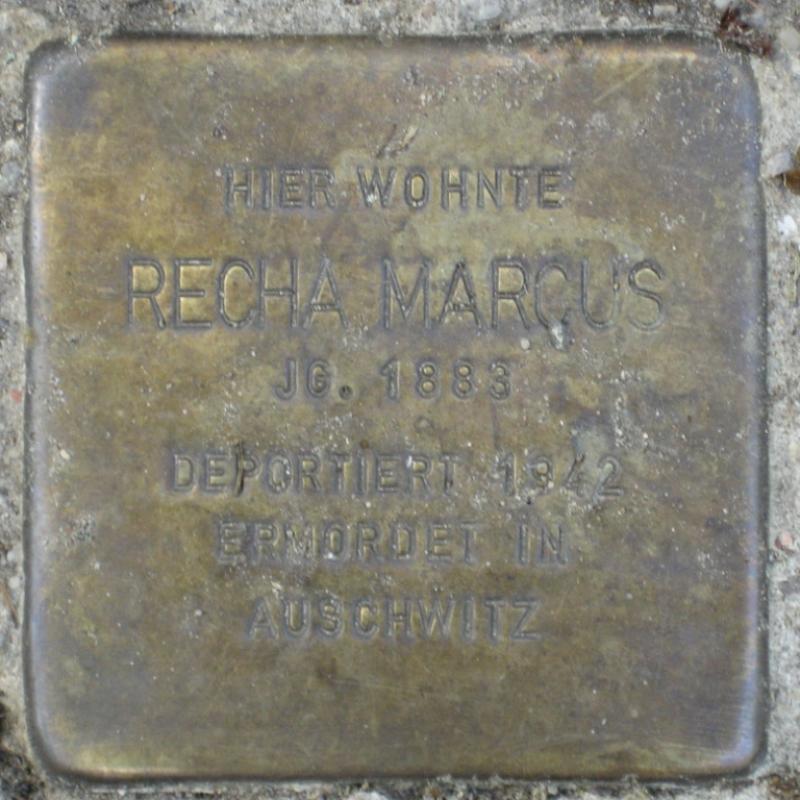 HIER WOHNTE
RECHA MARCUS
JG. 1883
DEPORTIERT 1942
ERMORDET IN
AUSCHWITZ